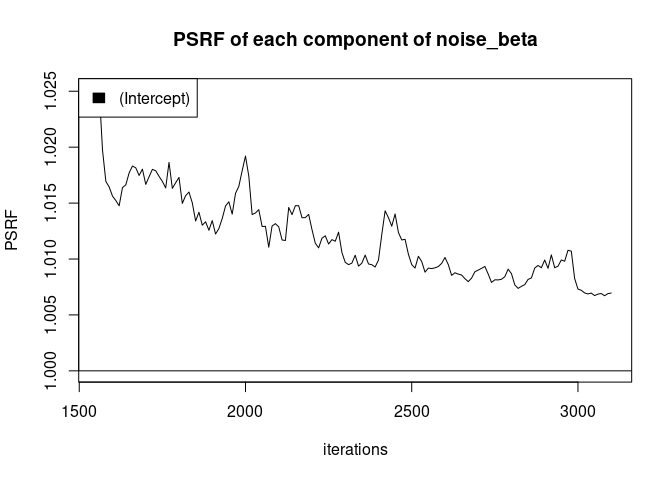 PSRF of each component of noise_beta
(Intercept)
1.025
1.020
1.015
1.010
1.005
1.000
PSRF
1500 2000 2500 3000
iterations